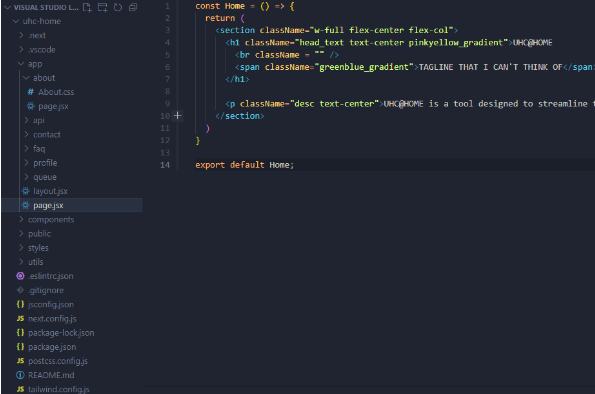 VISUAL STUDIO L...
uhc-home
.next
.vscode
app
about
# About.css
page.jsx
api
contact
faq
profile
queue
layout.jsx
page.jsx
components
public
styles
utils
.eslintrc.json
.gitignore
{} jsconfig.json
JS next.config.js
{} package-lock.json
{} package.json
JS postcss.config.js
README.md
JS tailwind.config.js
1 const Home = () => {
2 return (
3 <section className="w-full flex-center flex-col">
4 <h1 className="head_text text-center pinkyellow_gradient">UHC@HOME
5 <br className = "" />
6 <span className="greenblue_gradient">TAGLINE THAT I CAN'T THINK OF</span>
7 </h1>
8
9 <p className="desc text-center">UHC@HOME is a tool designed to streamline
10 </section>
11 )
12 }
13
14 export default Home;